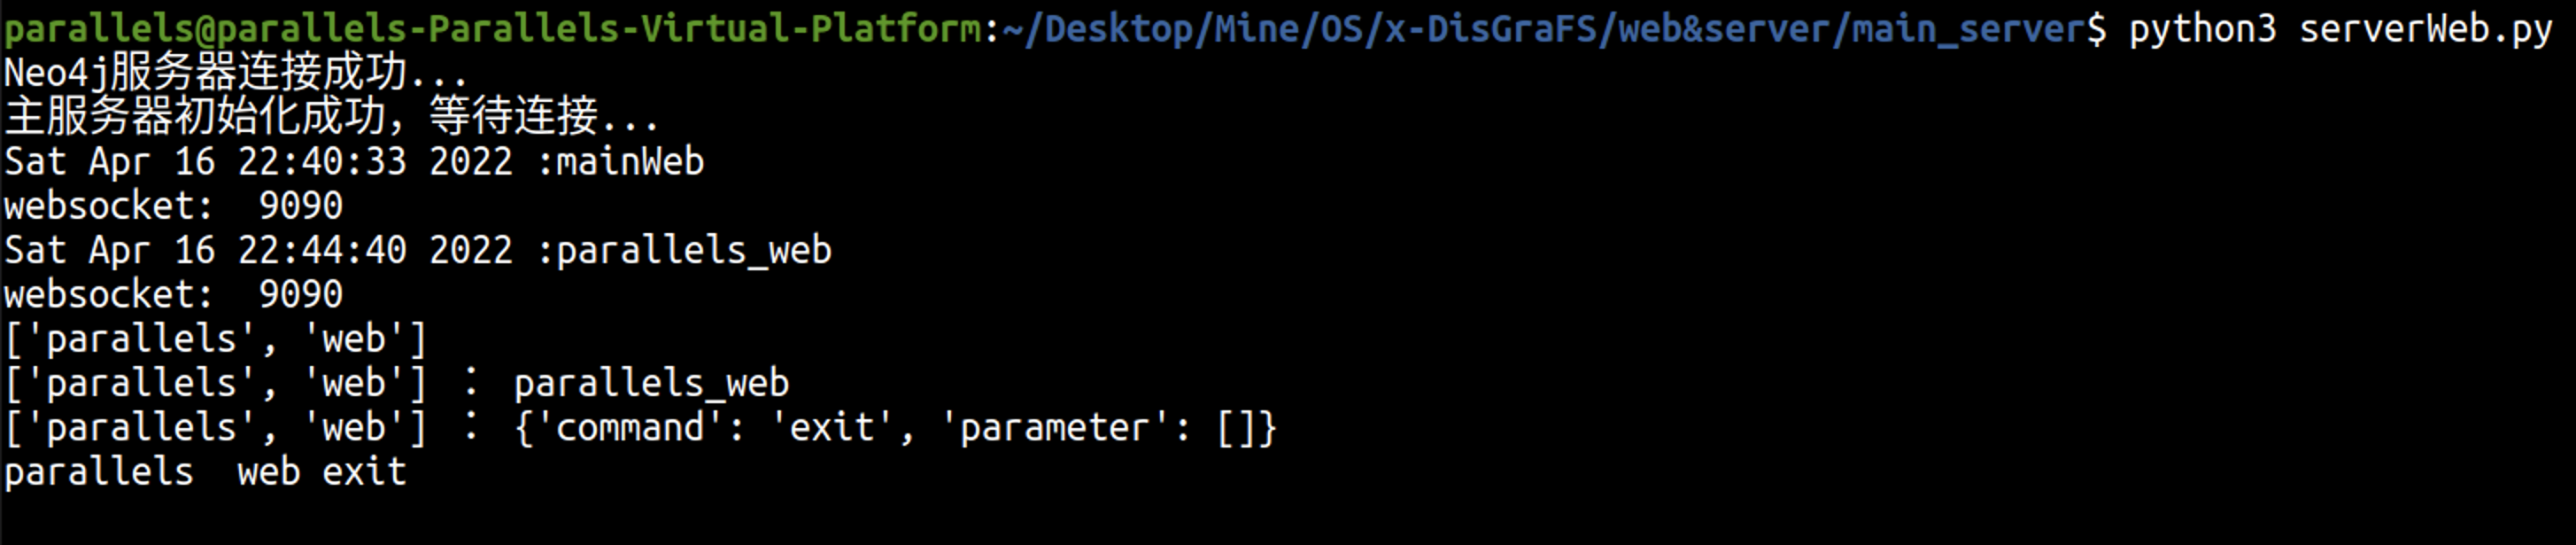 parallels@parallels-Parallels-Virtual-Platform:~/Desktop/Mine/OS/x-DisGraFS/web&server/main_server$ python3 serverWeb.py
Neo4j服务器连接成功...
主服务器初始化成功，等待连接...
Sat Apr 16 22:40:33 2022 :mainWeb
websocket:  9090
Sat Apr 16 22:44:40 2022 :parallels_web
websocket:  9090
['parallels', 'web']
['parallels', 'web'] ： parallels_web
['parallels', 'web'] ： {'command': 'exit', 'parameter': []}
parallels  web exit